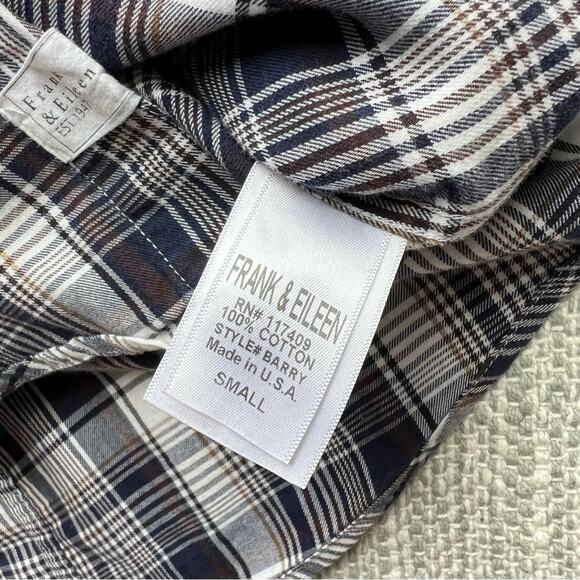 Frank
& Eileen
EST. 1947
FRANK & EILEEN
RN# 117409
100% COTTON
STYLE# BARRY
Made in U.S.A.
SMALL